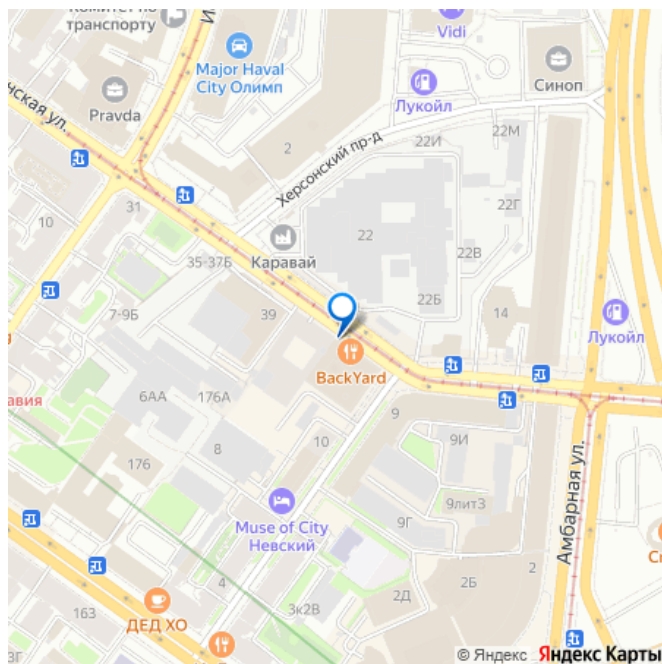 Комитет по
транспорту
Vidi
Major Haval
City Олимп
Лукойл
Синоп
Pravda
нская ул.
И
2
22И
22М
Херсонский пр-д
10
31
22
22Г
Каравай
22В
35-37Б
22Б
7-9Б
39
14
Лукойл
BackYard
авия
6АА
176А
9
10
9И
176
8
Амбарная ул.
9лит3
Muse of City
Невский
9Г
2
4
2Б
163
ДЕД ХО
3к2В
2Д
Сп
3Г
© Яндекс Яндекс Карты